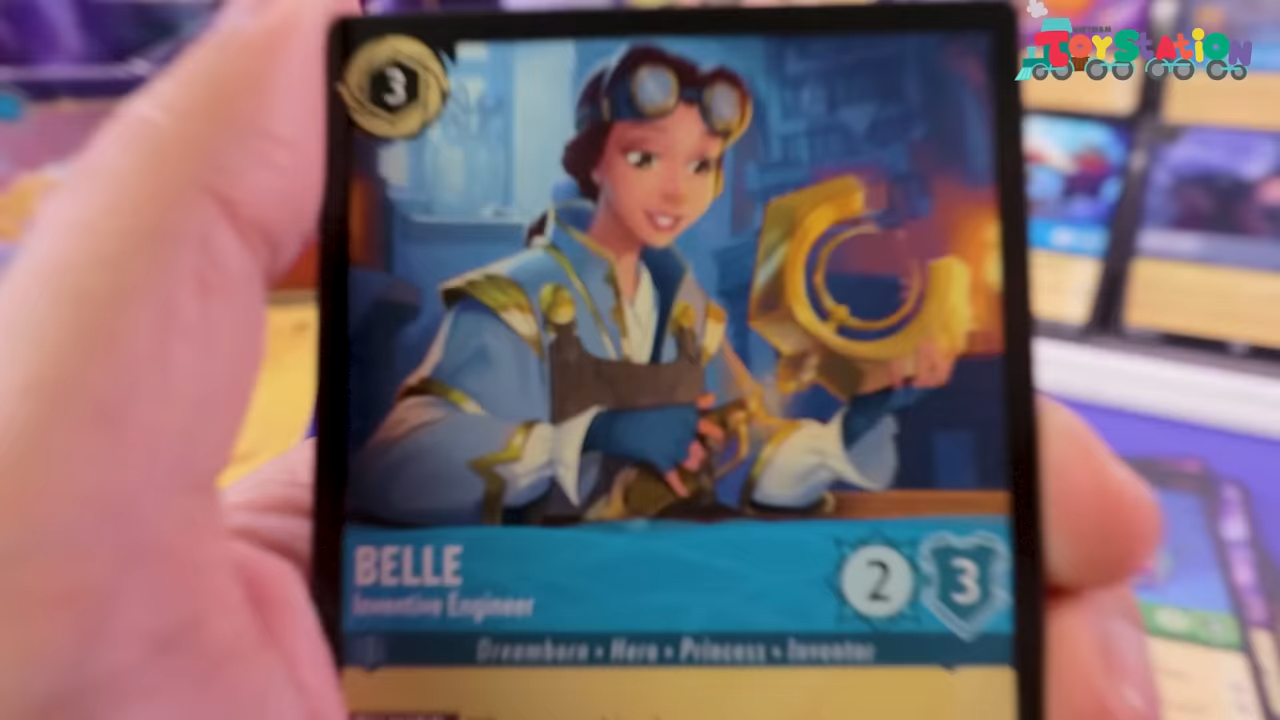 ToyStation
3
BELLE
Inventive Engineer
2
3
Dreamborn • Hero • Princess • Inventor